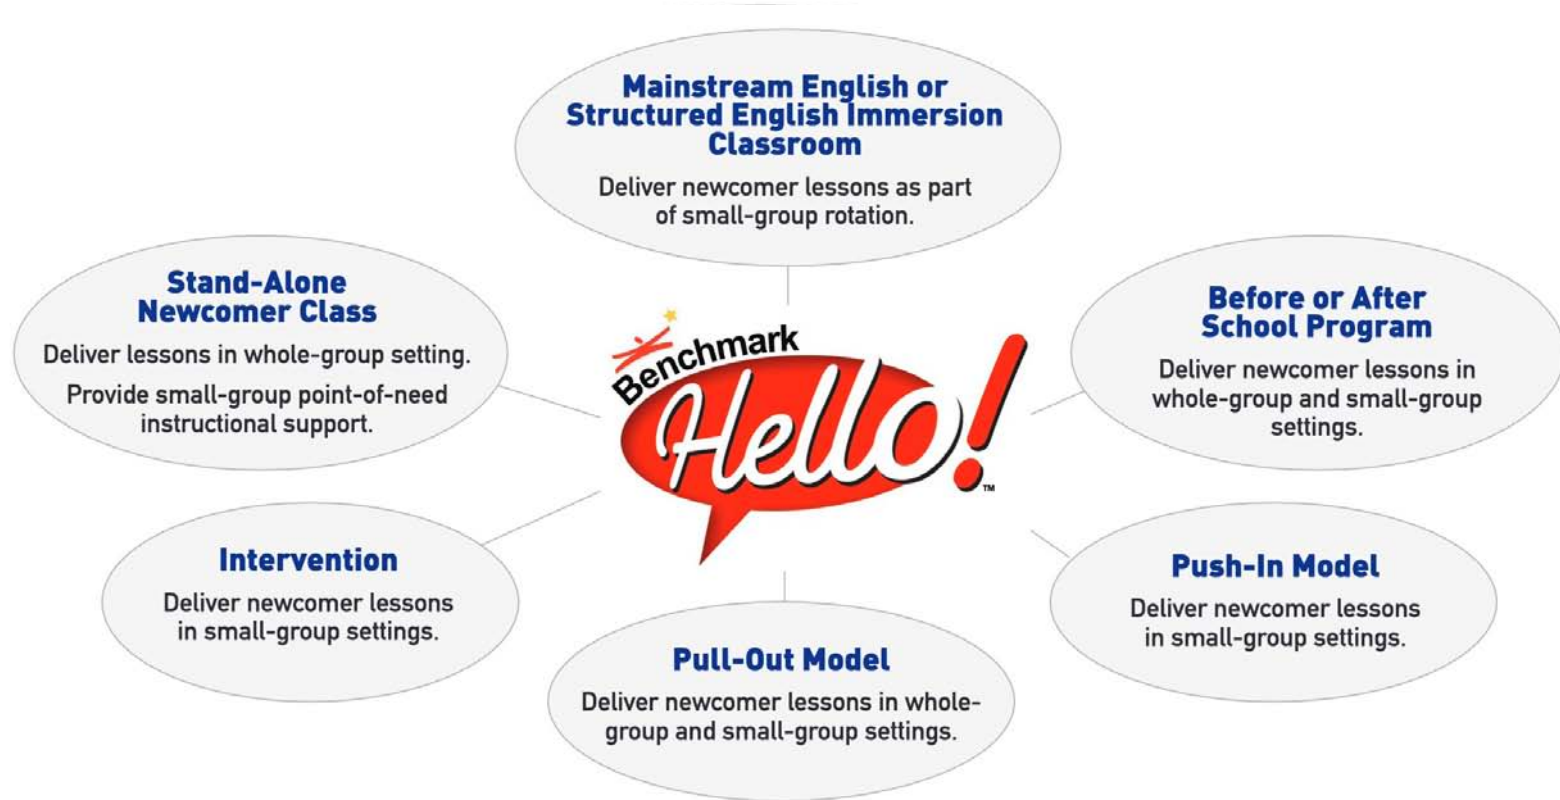 Mainstream English or
Structured English Immersion
Classroom
Deliver newcomer lessons as part
of small-group rotation.
Stand-Alone
Newcomer Class
Deliver lessons in whole-group setting.
Provide small-group point-of-need
instructional support.
Benchmark
Hello!
™
Before or After
School Program
Deliver newcomer lessons in
whole-group and small-group
settings.
Intervention
Deliver newcomer lessons
in small-group settings.
Pull-Out Model
Deliver newcomer lessons in whole-
group and small-group settings.
Push-In Model
Deliver newcomer lessons
in small-group settings.